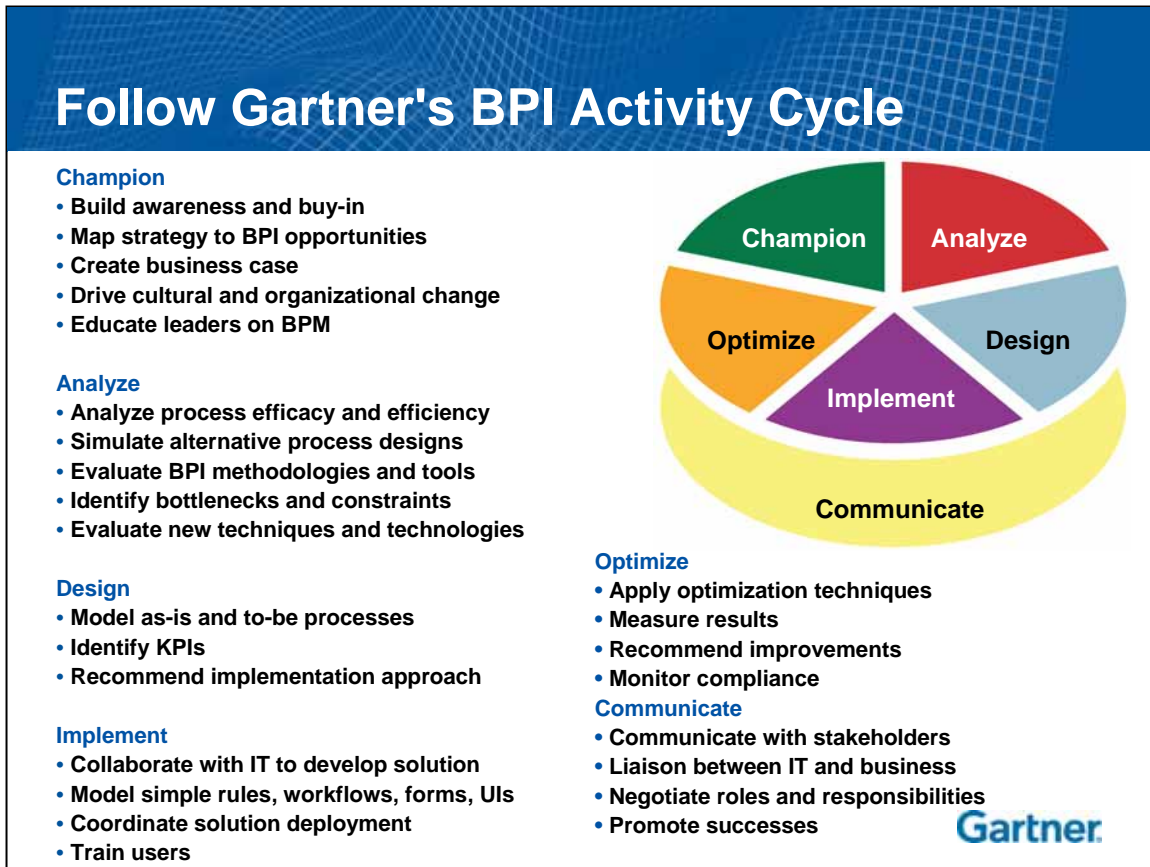 Follow Gartner's BPI Activity Cycle
Champion
• Build awareness and buy-in
• Map strategy to BPI opportunities
• Create business case
• Drive cultural and organizational change
• Educate leaders on BPM
Analyze
• Analyze process efficacy and efficiency
• Simulate alternative process designs
• Evaluate BPI methodologies and tools
• Identify bottlenecks and constraints
• Evaluate new techniques and technologies
Design
• Model as-is and to-be processes
• Identify KPIs
• Recommend implementation approach
Implement
• Collaborate with IT to develop solution
• Model simple rules, workflows, forms, UIs
• Coordinate solution deployment
• Train users
Champion
Analyze
Optimize
Design
Implement
Communicate
Optimize
• Apply optimization techniques
• Measure results
• Recommend improvements
• Monitor compliance
Communicate
• Communicate with stakeholders
• Liaison between IT and business
• Negotiate roles and responsibilities
• Promote successes
Gartner